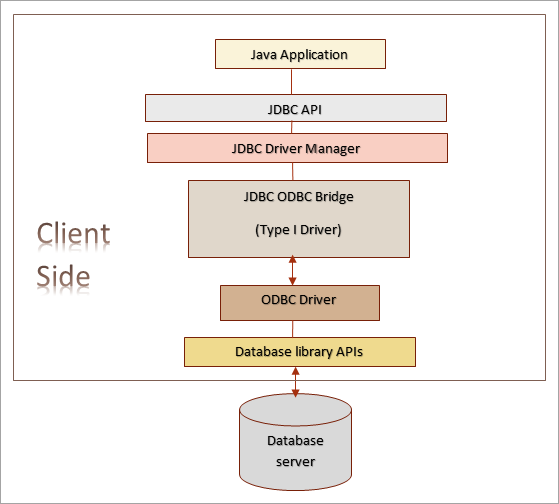 Java Application
JDBC API
JDBC Driver Manager
JDBC ODBC Bridge
(Type I Driver)
Client
Side
ODBC Driver
Database library APIs
Database
server